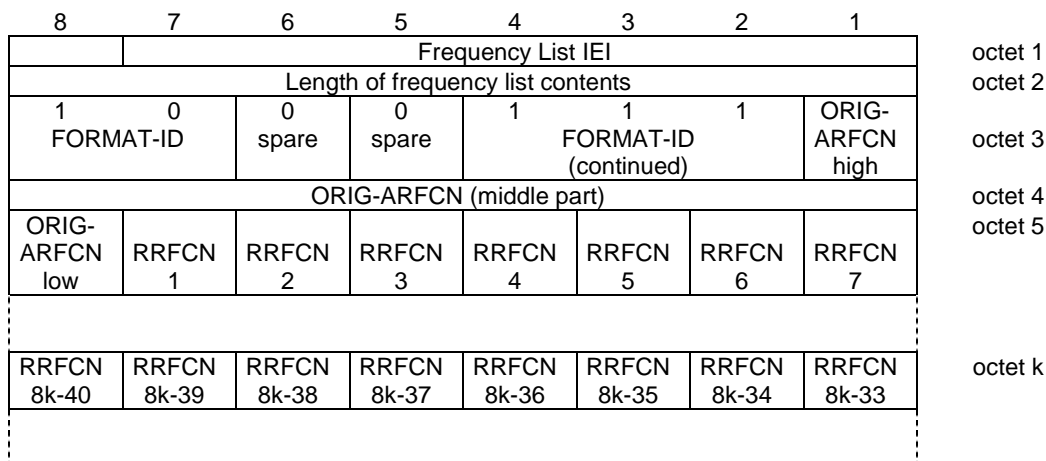 8 7 6 5 4 3 2 1
Frequency List IEI octet 1
Length of frequency list contents octet 2
1 0 0 0 1 1 1 ORIG-
FORMAT-ID spare spare FORMAT-ID ARFCN octet 3
(continued) high
ORIG-ARFCN (middle part) octet 4
ORIG- octet 5
ARFCN RRFCN RRFCN RRFCN RRFCN RRFCN RRFCN RRFCN
low 1 2 3 4 5 6 7
RRFCN RRFCN RRFCN RRFCN RRFCN RRFCN RRFCN RRFCN octet k
8k-40 8k-39 8k-38 8k-37 8k-36 8k-35 8k-34 8k-33